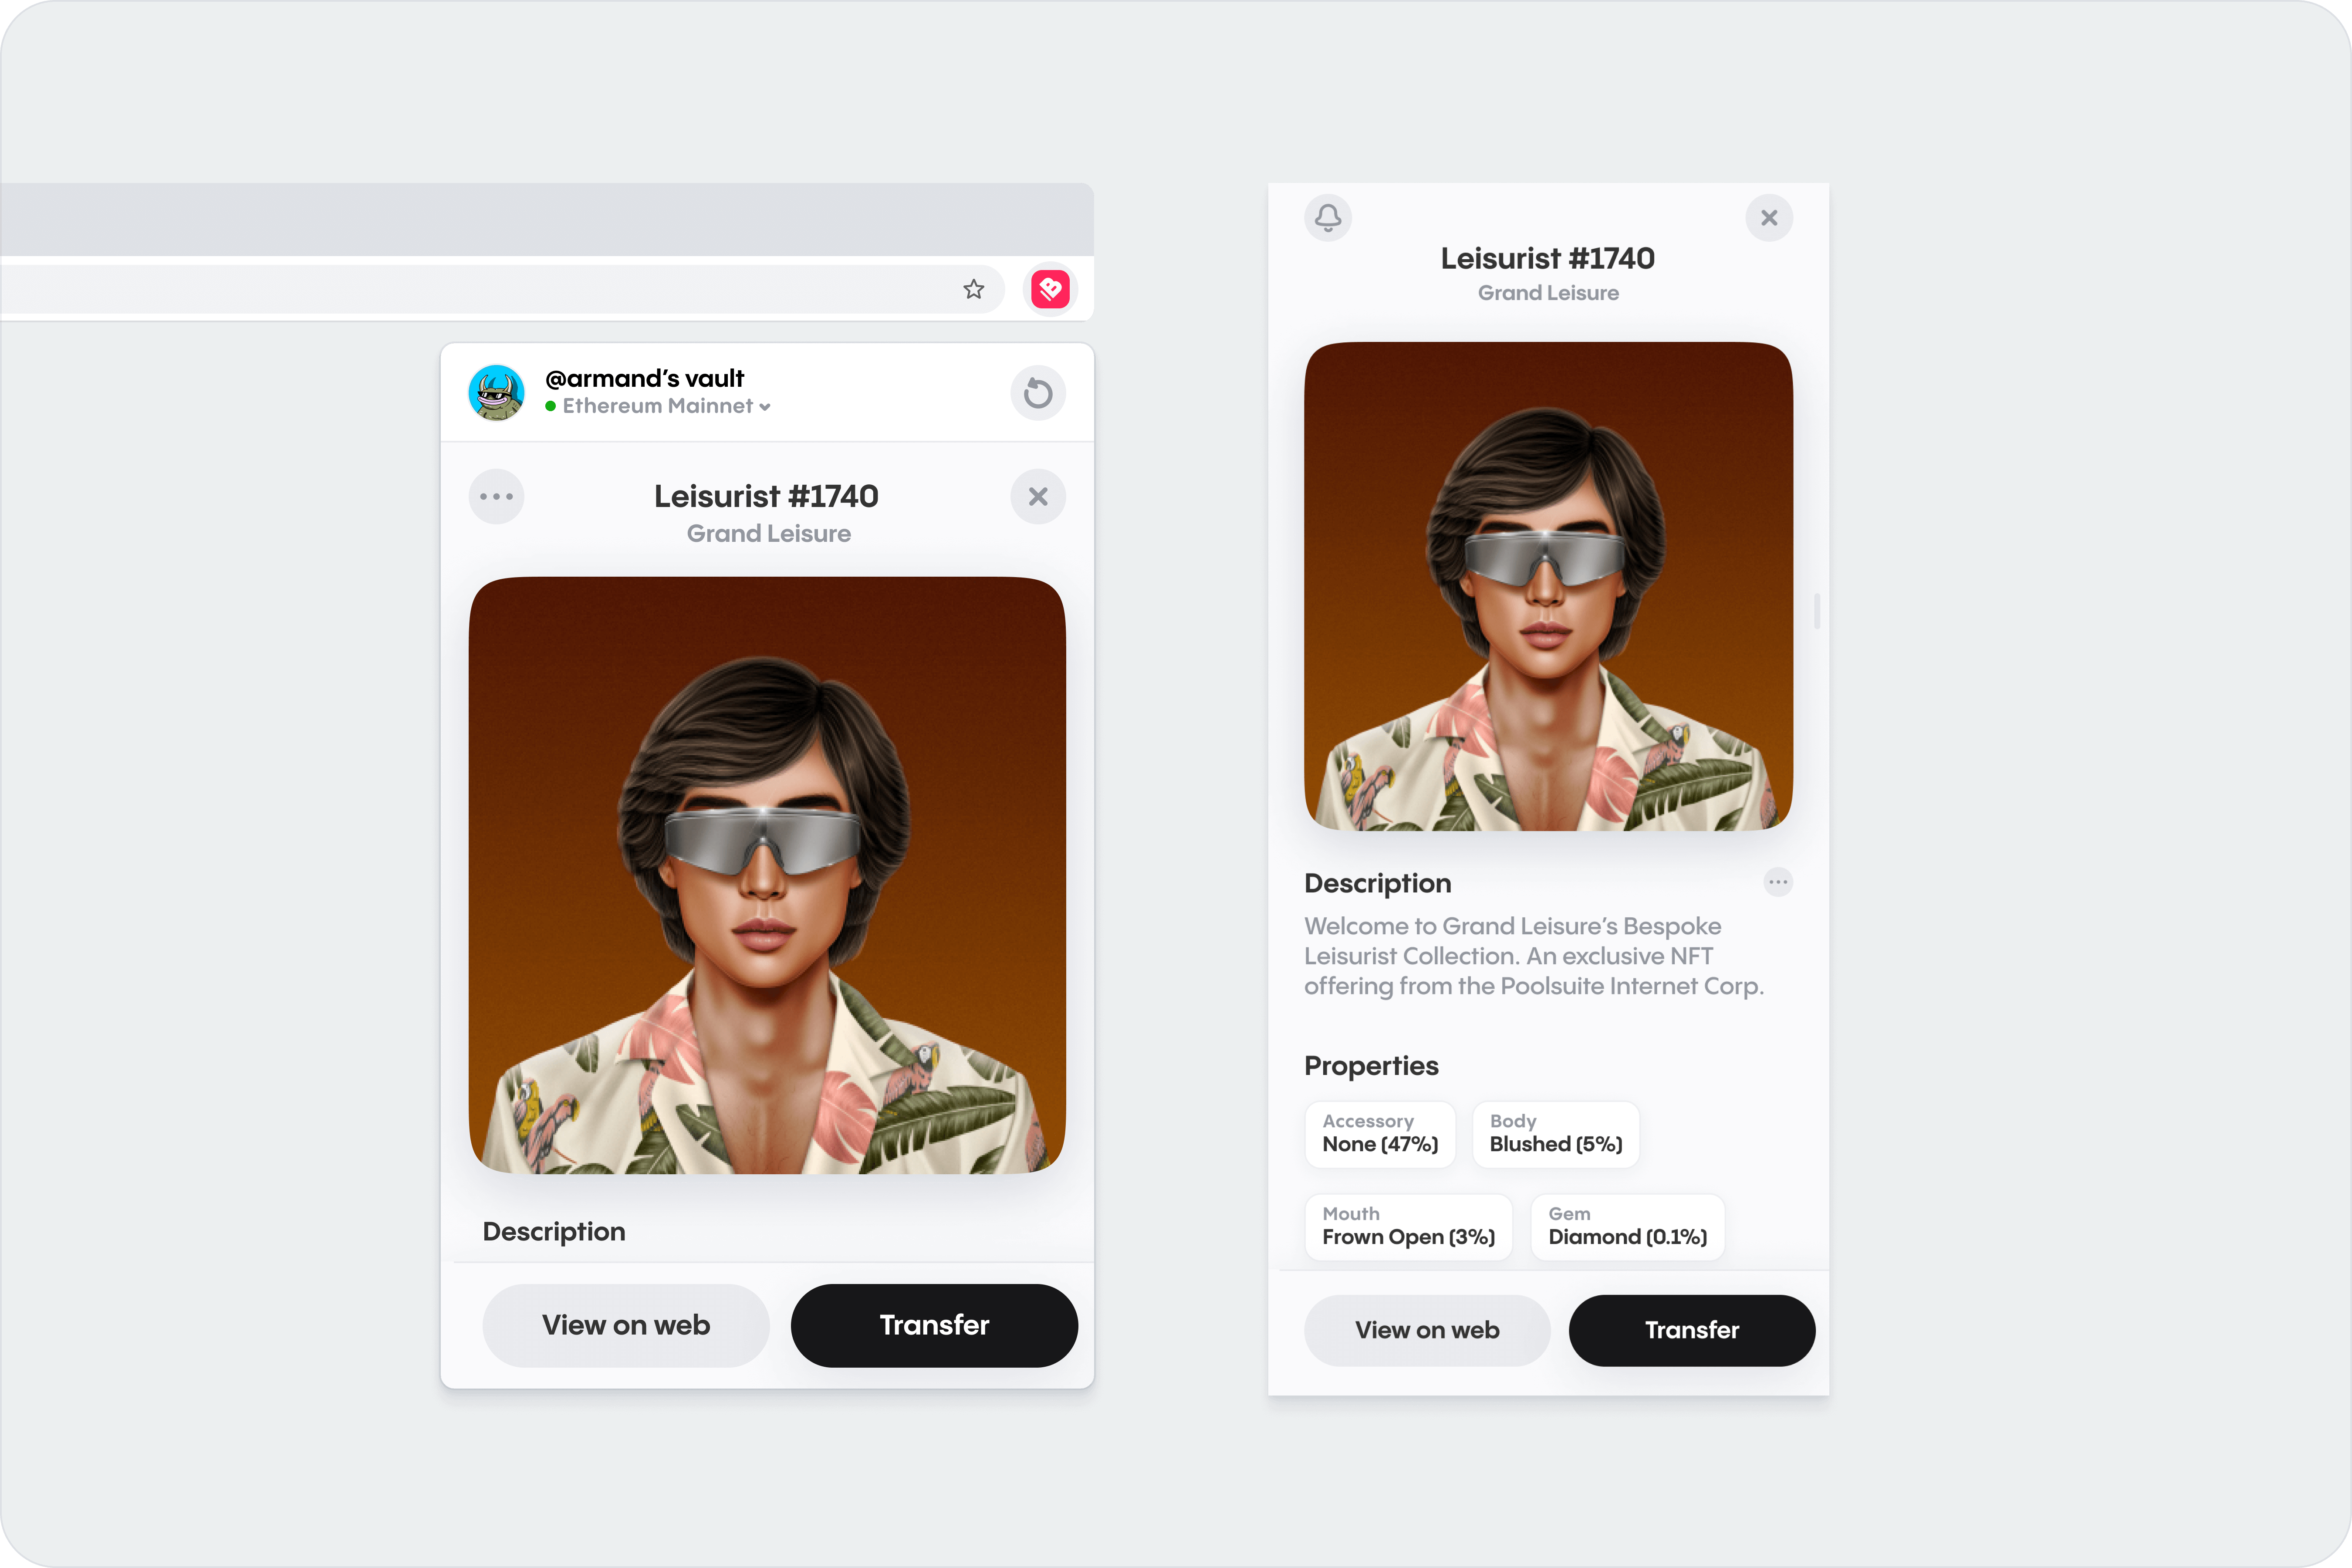 @armand’s vault
Ethereum Mainnet
Leisurist #1740
Grand Leisure
Description
View on web
Transfer
Leisurist #1740
Grand Leisure
Description
Welcome to Grand Leisure’s Bespoke
Leisurist Collection. An exclusive NFT
offering from the Poolsuite Internet Corp.
Properties
Accessory
None (47%)
Body
Blushed (5%)
Mouth
Frown Open (3%)
Gem
Diamond (0.1%)
View on web
Transfer